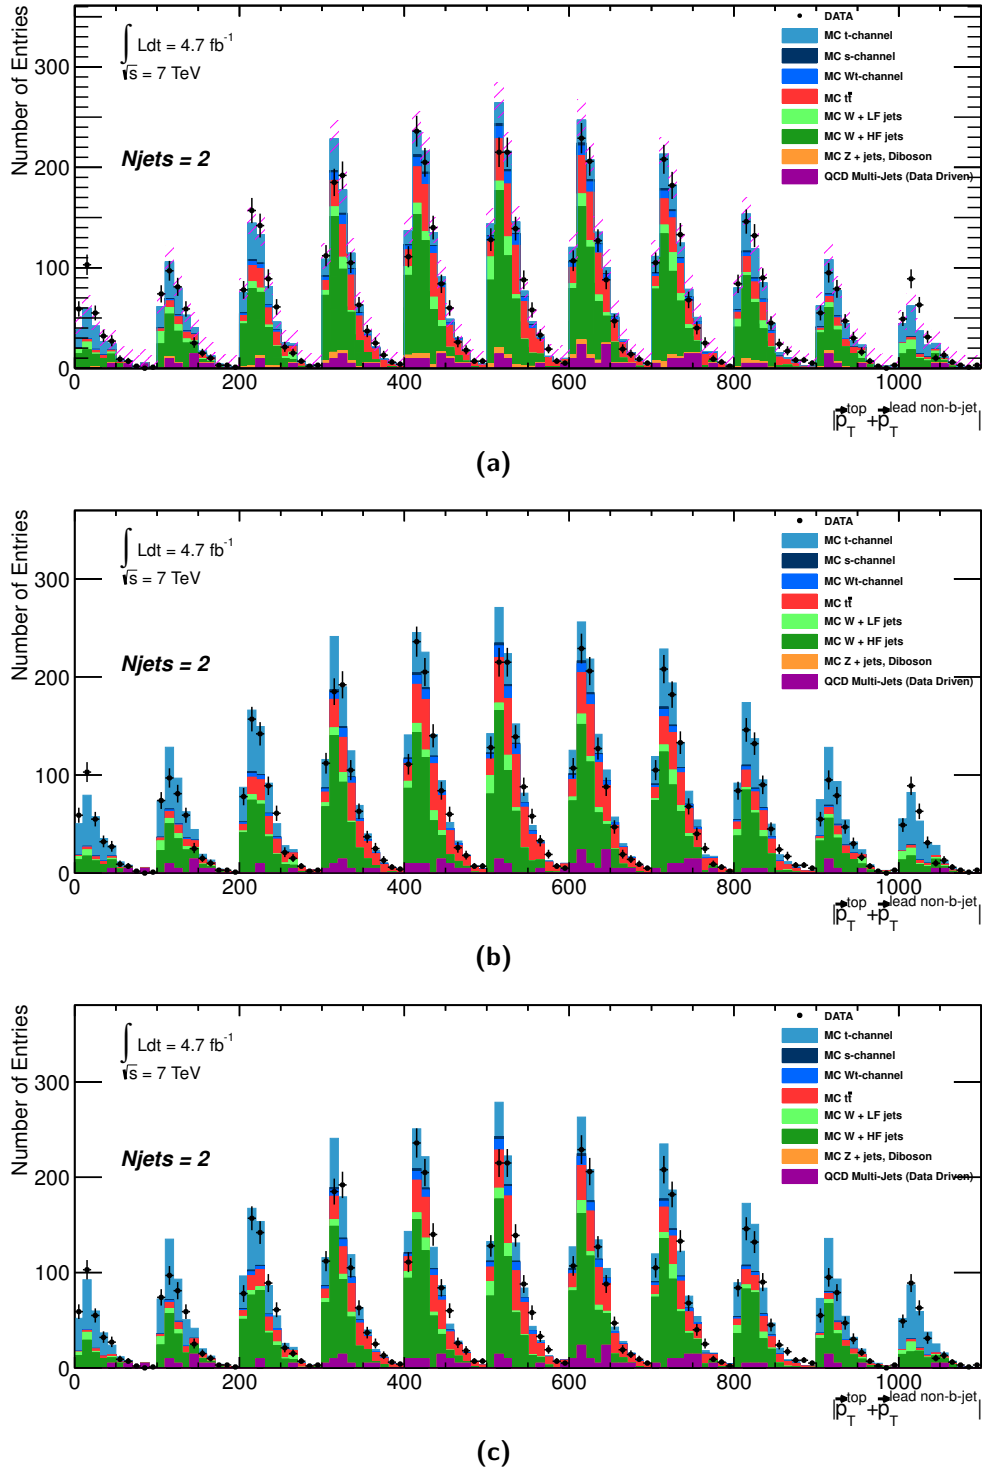 Number of Entries
300
200
100
0
∫ Ldt = 4.7 fb⁻¹
√s = 7 TeV
Njets = 2
DATA
MC t-channel
MC s-channel
MC Wt-channel
MC tt̄
MC W + LF jets
MC W + HF jets
MC Z + jets, Diboson
QCD Multi-Jets (Data Driven)
0 200 400 600 800 1000
|p⃗_T^top + p⃗_T^lead non-b-jet|
(a)
Number of Entries
300
200
100
0
∫ Ldt = 4.7 fb⁻¹
√s = 7 TeV
Njets = 2
DATA
MC t-channel
MC s-channel
MC Wt-channel
MC tt̄
MC W + LF jets
MC W + HF jets
MC Z + jets, Diboson
QCD Multi-Jets (Data Driven)
0 200 400 600 800 1000
|p⃗_T^top + p⃗_T^lead non-b-jet|
(b)
Number of Entries
300
200
100
0
∫ Ldt = 4.7 fb⁻¹
√s = 7 TeV
Njets = 2
DATA
MC t-channel
MC s-channel
MC Wt-channel
MC tt̄
MC W + LF jets
MC W + HF jets
MC Z + jets, Diboson
QCD Multi-Jets (Data Driven)
0 200 400 600 800 1000
|p⃗_T^top + p⃗_T^lead non-b-jet|
(c)